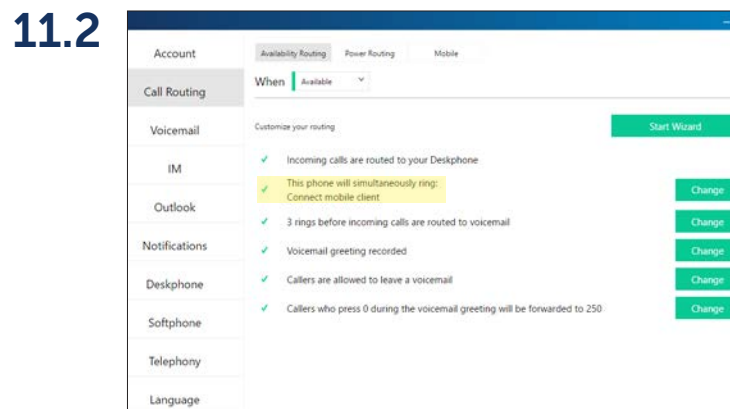 11.2
Account
Call Routing
Voicemail
IM
Outlook
Notifications
Deskphone
Softphone
Telephony
Language
Availability Routing Power Routing Mobile
When Available
Customize your routing Start Wizard
Incoming calls are routed to your Deskphone
This phone will simultaneously ring:
Connect mobile client Change
3 rings before incoming calls are routed to voicemail Change
Voicemail greeting recorded Change
Callers are allowed to leave a voicemail Change
Callers who press 0 during the voicemail greeting will be forwarded to 250 Change